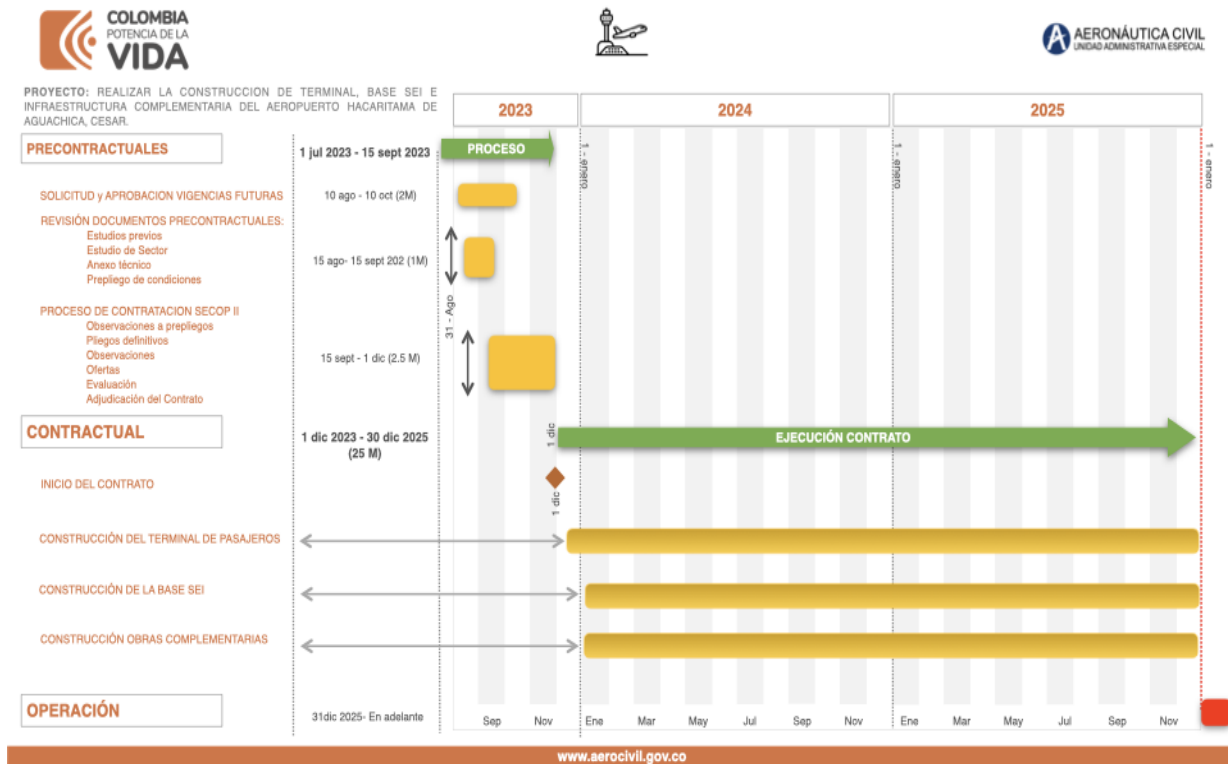 COLOMBIA
POTENCIA DE LA
VIDA
AERONÁUTICA CIVIL
UNIDAD ADMINISTRATIVA ESPECIAL
PROYECTO: REALIZAR LA CONSTRUCCION DE TERMINAL, BASE SEI E
INFRAESTRUCTURA COMPLEMENTARIA DEL AEROPUERTO HACARITAMA DE
AGUACHICA, CESAR.
2023
2024
2025
PRECONTRACTUALES
1 jul 2023 - 15 sept 2023
PROCESO
1 - enero
1 - enero
1 - enero
SOLICITUD y APROBACION VIGENCIAS FUTURAS
10 ago - 10 oct (2M)
REVISIÓN DOCUMENTOS PRECONTRACTUALES:
Estudios previos
Estudio de Sector
Anexo técnico
Prepliego de condiciones
15 ago- 15 sept 202 (1M)
31 - Ago
PROCESO DE CONTRATACION SECOP II
Observaciones a prepliegos
Pliegos definitivos
Observaciones
Ofertas
Evaluación
Adjudicación del Contrato
15 sept - 1 dic (2.5 M)
CONTRACTUAL
1 dic 2023 - 30 dic 2025
(25 M)
1 dic
EJECUCIÓN CONTRATO
INICIO DEL CONTRATO
1 dic
CONSTRUCCIÓN DEL TERMINAL DE PASAJEROS
CONSTRUCCIÓN DE LA BASE SEI
CONSTRUCCIÓN OBRAS COMPLEMENTARIAS
OPERACIÓN
31dic 2025- En adelante
Sep Nov Ene Mar May Jul Sep Nov Ene Mar May Jul Sep Nov
www.aerocivil.gov.co